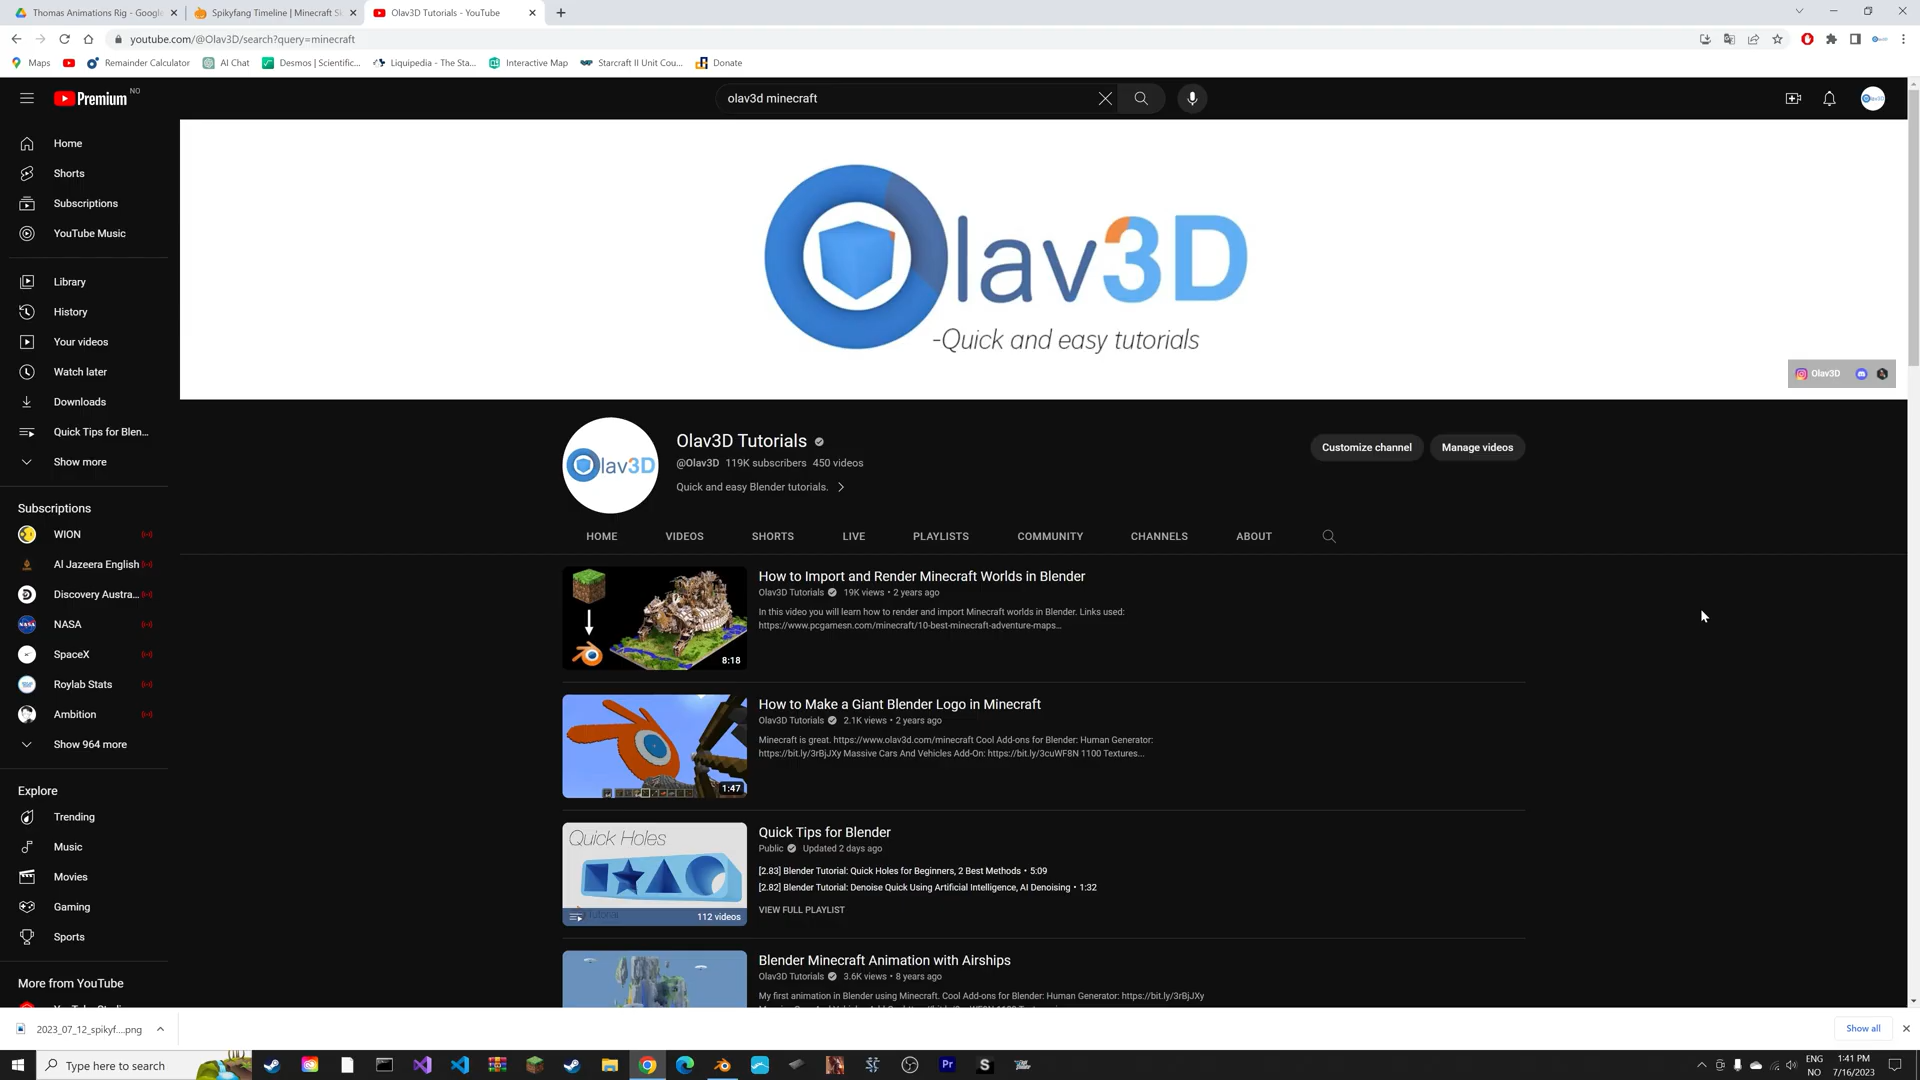 Thomas Animations Rig - Google
Spikyfang Timeline | Minecraft Sk
Olav3D Tutorials - YouTube
youtube.com/@Olav3D/search?query=minecraft
Maps
Remainder Calculator
AI Chat
Desmos | Scientific...
Liquipedia - The Sta...
Interactive Map
Starcraft II Unit Cou...
Donate
Premium NO
olav3d minecraft
Home
Shorts
Subscriptions
YouTube Music
Library
History
Your videos
Watch later
Downloads
Quick Tips for Blen...
Show more
Subscriptions
WION
Al Jazeera English
Discovery Austra...
NASA
SpaceX
Roylab Stats
Ambition
Show 964 more
Explore
Trending
Music
Movies
Gaming
Sports
More from YouTube
Olav3D
-Quick and easy tutorials
Olav3D
Olav3D
Olav3D Tutorials
@Olav3D 119K subscribers 450 videos
Quick and easy Blender tutorials.
Customize channel
Manage videos
HOME
VIDEOS
SHORTS
LIVE
PLAYLISTS
COMMUNITY
CHANNELS
ABOUT
8:18
How to Import and Render Minecraft Worlds in Blender
Olav3D Tutorials 19K views • 2 years ago
In this video you will learn how to render and import Minecraft worlds in Blender. Links used:
https://www.pcgamesn.com/minecraft/10-best-minecraft-adventure-maps...
1:47
How to Make a Giant Blender Logo in Minecraft
Olav3D Tutorials 2.1K views • 2 years ago
Minecraft is great. https://www.olav3d.com/minecraft Cool Add-ons for Blender: Human Generator:
https://bit.ly/3rBjJXy Massive Cars And Vehicles Add-On: https://bit.ly/3cuWF8N 1100 Textures...
Quick Holes
112 videos
Quick Tips for Blender
Public Updated 2 days ago
[2.83] Blender Tutorial: Quick Holes for Beginners, 2 Best Methods • 5:09
[2.82] Blender Tutorial: Denoise Quick Using Artificial Intelligence, AI Denoising • 1:32
VIEW FULL PLAYLIST
Blender Minecraft Animation with Airships
Olav3D Tutorials 3.6K views • 8 years ago
My first animation in Blender using Minecraft. Cool Add-ons for Blender: Human Generator: https://bit.ly/3rBjJXy
2023_07_12_spikyf....png
Show all
Type here to search
Pr
S
ENG
NO
1:41 PM
7/16/2023